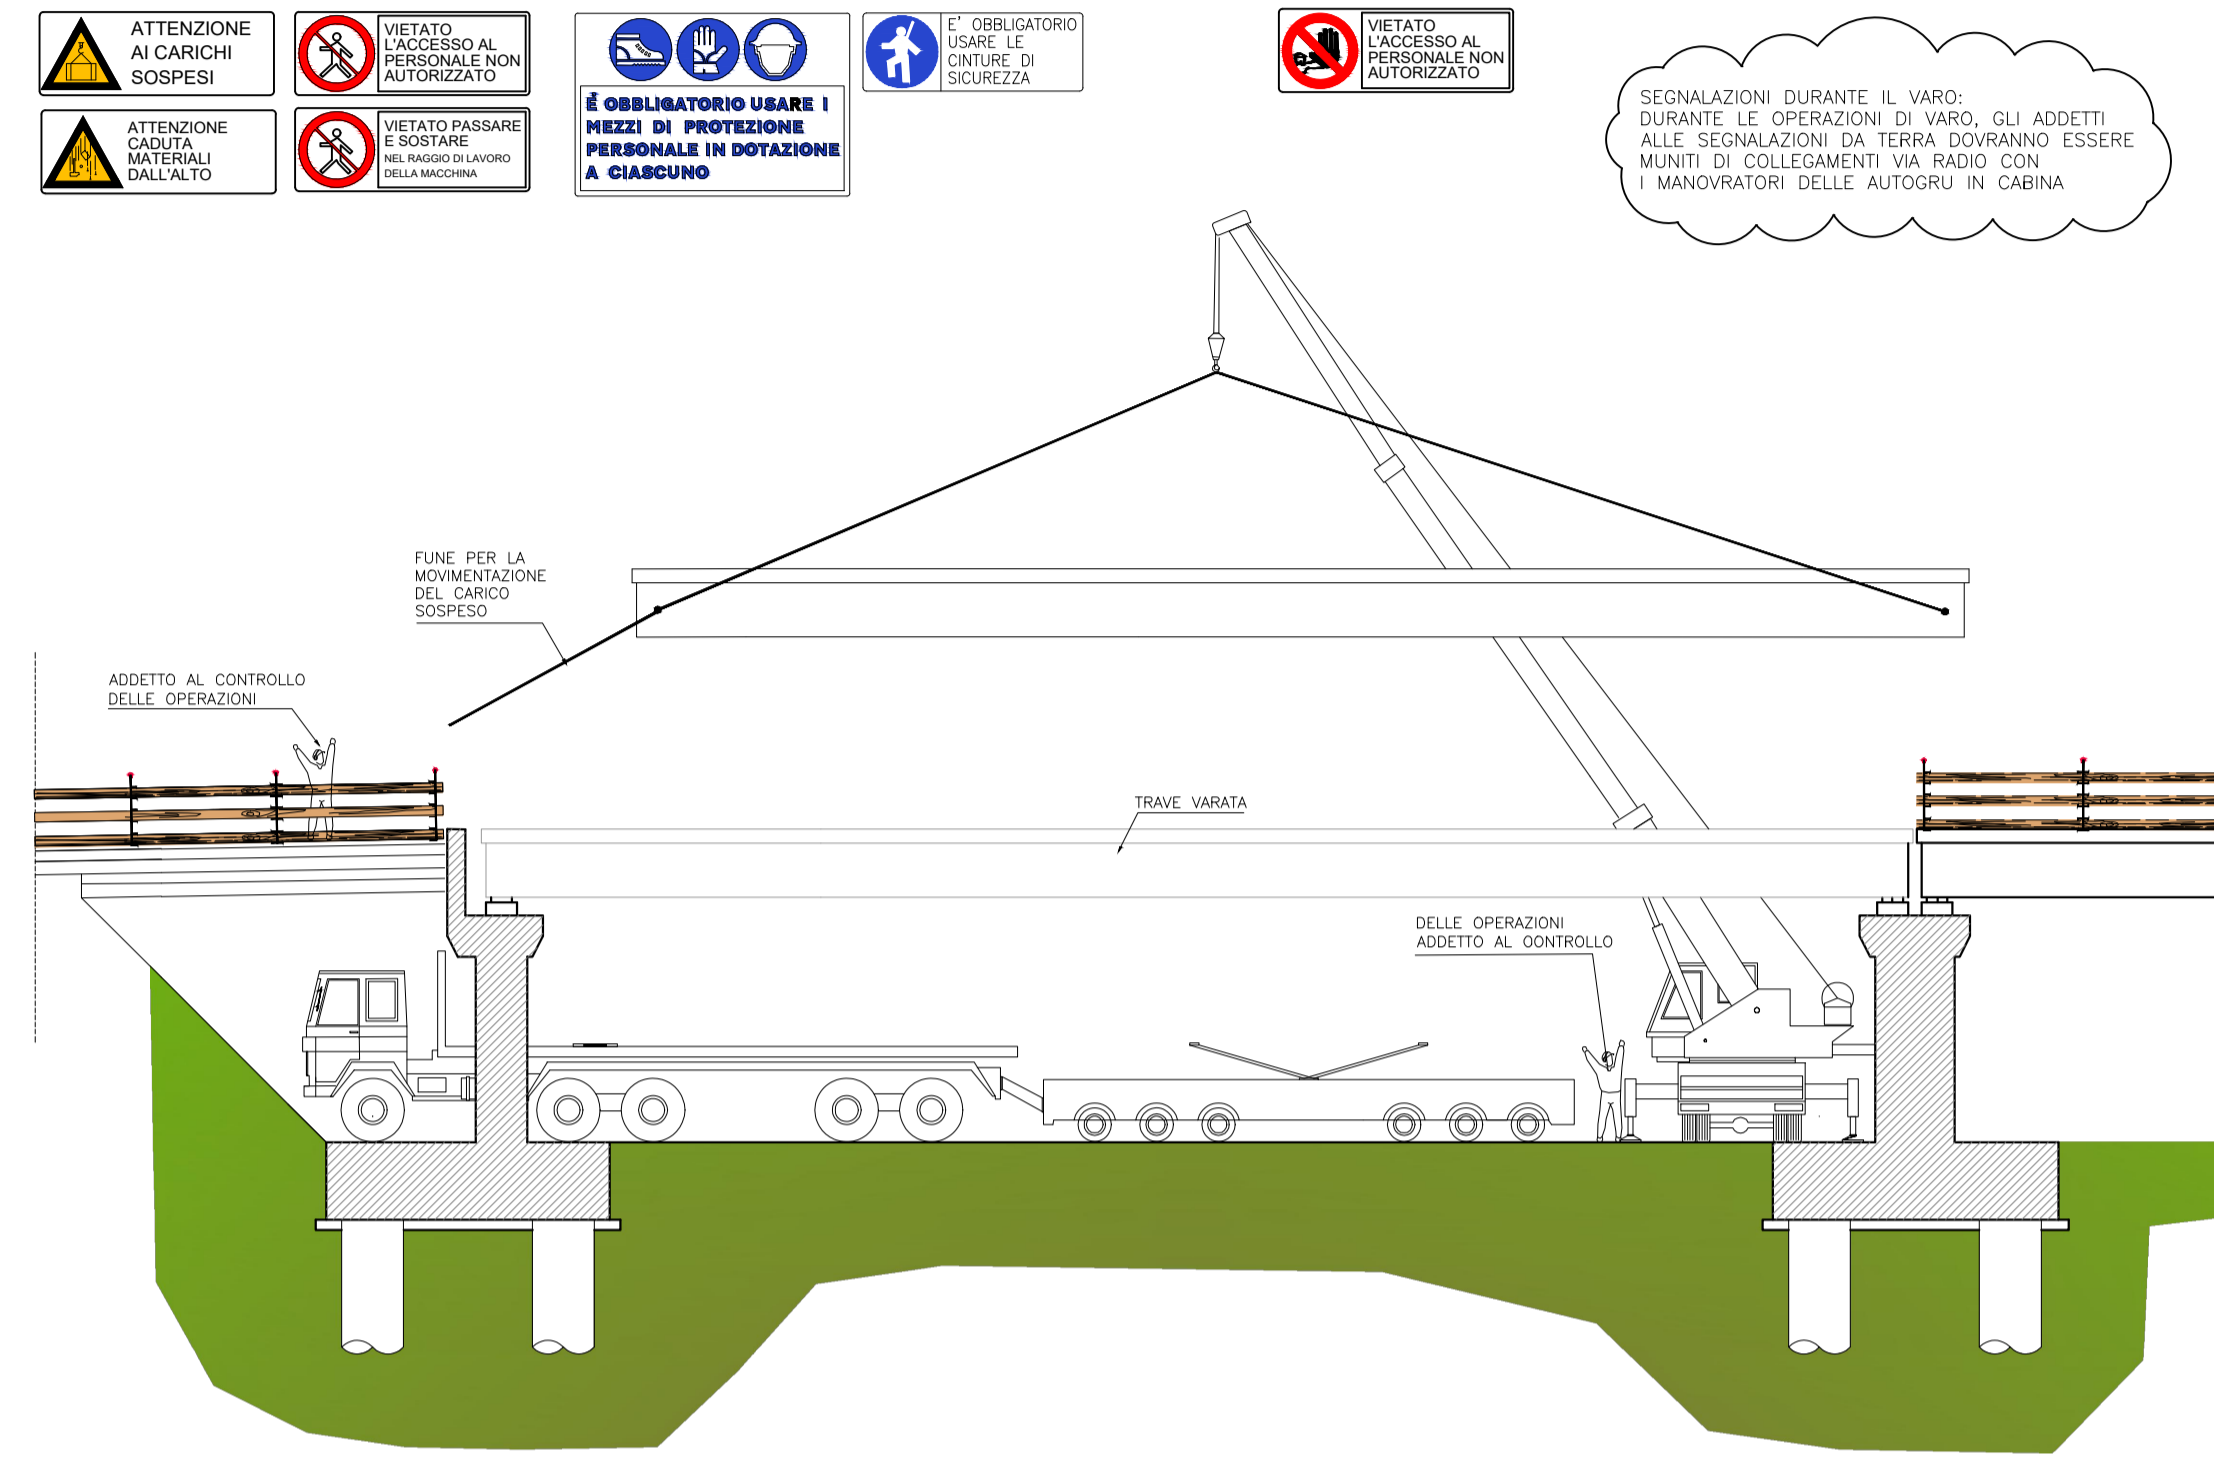 ATTENZIONE
AI CARICHI
SOSPESI
VIETATO
L'ACCESSO AL
PERSONALE NON
AUTORIZZATO
ATTENZIONE
CADUTA
MATERIALI
DALL'ALTO
VIETATO PASSARE
E SOSTARE
NEL RAGGIO DI LAVORO
DELLA MACCHINA
È OBBLIGATORIO USARE I
MEZZI DI PROTEZIONE
PERSONALE IN DOTAZIONE
A CIASCUNO
E' OBBLIGATORIO
USARE LE
CINTURE DI
SICUREZZA
VIETATO
L'ACCESSO AL
PERSONALE NON
AUTORIZZATO
SEGNALAZIONI DURANTE IL VARO:
DURANTE LE OPERAZIONI DI VARO, GLI ADDETTI
ALLE SEGNALAZIONI DA TERRA DOVRANNO ESSERE
MUNITI DI COLLEGAMENTI VIA RADIO CON
I MANOVRATORI DELLE AUTOGRU IN CABINA
FUNE PER LA
MOVIMENTAZIONE
DEL CARICO
SOSPESO
ADDETTO AL CONTROLLO
DELLE OPERAZIONI
TRAVE VARATA
DELLE OPERAZIONI
ADDETTO AL OONTROLLO